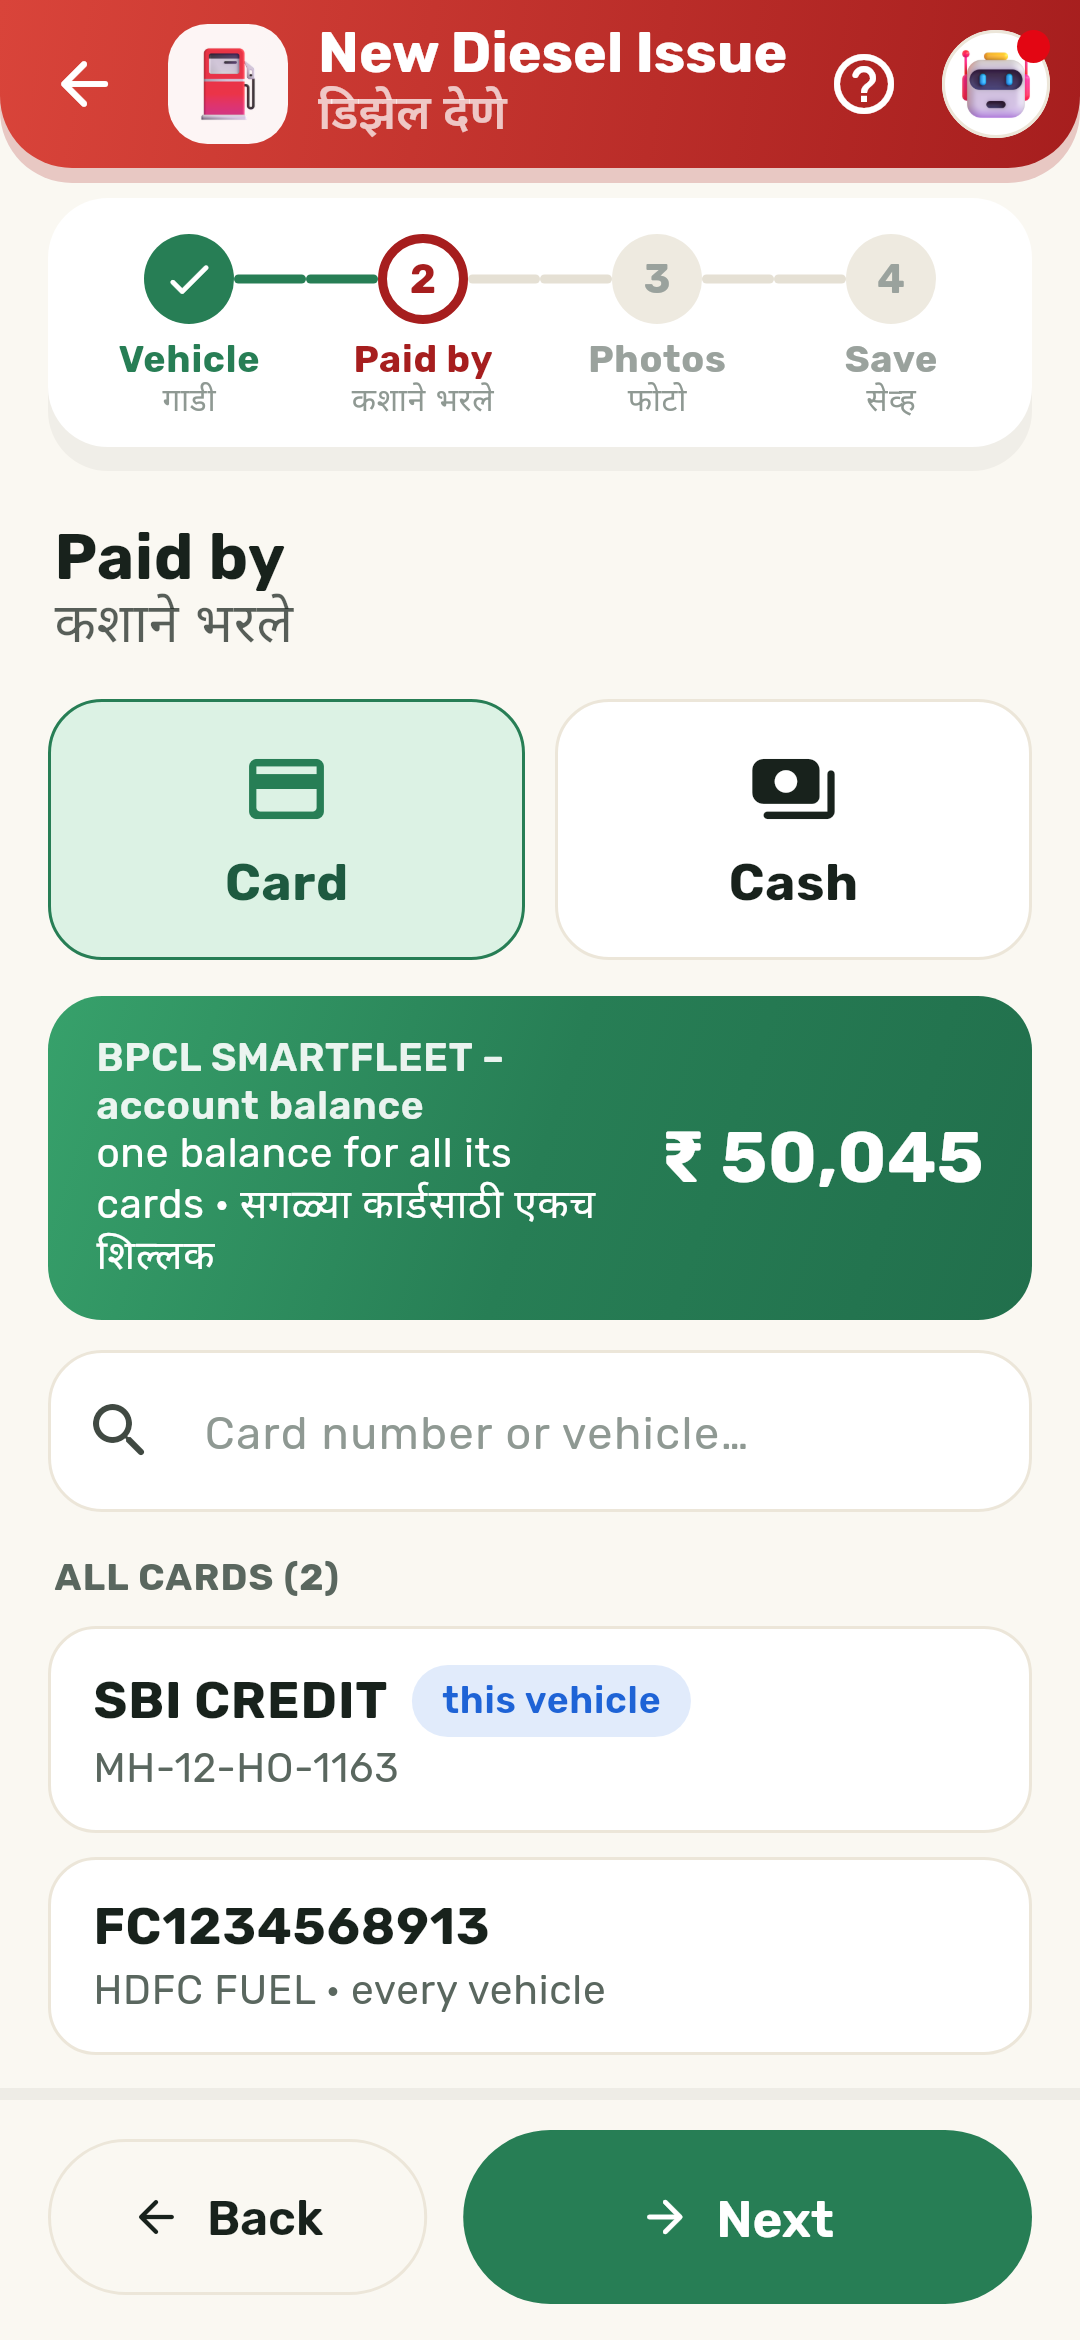 New Diesel Issue
डिझेल देणे
2
3
4
Vehicle
Paid by
Photos
Save
गाडी
कशाने भरले
फोटो
सेव्ह
Paid by
कशाने भरले
Card
Cash
BPCL SMARTFLEET –
account balance
one balance for all its
cards • सगळ्या कार्डसाठी एकच
शिल्लक
₹ 50,045
Card number or vehicle…
ALL CARDS (2)
SBI CREDIT
this vehicle
MH-12-HO-1163
FC1234568913
HDFC FUEL • every vehicle
Back
Next